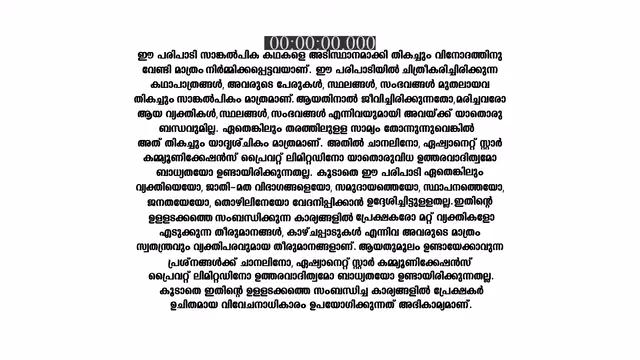 00:00:00.000
ഈ പരിപാടി സാങ്കൽപിക കഥകളെ അടിസ്ഥാനമാക്കി തികച്ചും വിനോദത്തിനു
വേണ്ടി മാത്രം നിർമ്മിക്കപ്പെട്ടവയാണ്. ഈ പരിപാടിയിൽ ചിത്രീകരിച്ചിരിക്കുന്ന
കഥാപാത്രങ്ങൾ, അവരുടെ പേരുകൾ, സ്ഥലങ്ങൾ, സംഭവങ്ങൾ മുതലായവ
തികച്ചും സാങ്കൽപികം മാത്രമാണ്. ആയതിനാൽ ജീവിച്ചിരിക്കുന്നതോ,മരിച്ചവരോ
ആയ വ്യക്തികൾ,സ്ഥലങ്ങൾ,സംഭവങ്ങൾ എന്നിവയുമായി അവയ്ക്ക് യാതൊരു
ബന്ധവുമില്ല. ഏതെങ്കിലും തരത്തിലുളള സാമ്യം തോന്നുന്നുവെങ്കിൽ
അത് തികച്ചും യാദൃശ്ചികം മാത്രമാണ്. അതിൽ ചാനലിനോ, ഏഷ്യാനെറ്റ് സ്റ്റാർ
കമ്മ്യൂണിക്കേഷൻസ് പ്രൈവറ്റ് ലിമിറ്റഡിനോ യാതൊരുവിധ ഉത്തരവാദിത്വമോ
ബാധ്യതയോ ഉണ്ടായിരിക്കുന്നതല്ല. കൂടാതെ ഈ പരിപാടി ഏതെങ്കിലും
വ്യക്തിയെയോ, ജാതി-മത വിഭാഗങ്ങളെയോ, സമുദായത്തെയോ, സ്ഥാപനത്തെയോ,
ജനതയേയോ, തൊഴിലിനേയോ വേദനിപ്പിക്കാൻ ഉദ്ദേശിച്ചിട്ടുളളതല്ല.ഇതിന്റെ
ഉളളടക്കത്തെ സംബന്ധിക്കുന്ന കാര്യങ്ങളിൽ പ്രേക്ഷകരോ മറ്റ് വ്യക്തികളോ
എടുക്കുന്ന തീരുമാനങ്ങൾ, കാഴ്ചപ്പാടുകൾ എന്നിവ അവരുടെ മാത്രം
സ്വതന്ത്രവും വ്യക്തിപരവുമായ തീരുമാനങ്ങളാണ്. ആയതുമൂലം ഉണ്ടായേക്കാവുന്ന
പ്രശ്നങ്ങൾക്ക് ചാനലിനോ, ഏഷ്യാനെറ്റ് സ്റ്റാർ കമ്മ്യൂണിക്കേഷൻസ്
പ്രൈവറ്റ് ലിമിറ്റഡിനോ ഉത്തരവാദിത്വമോ ബാധ്യതയോ ഉണ്ടായിരിക്കുന്നതല്ല.
കൂടാതെ ഇതിന്റെ ഉളളടക്കത്തെ സംബന്ധിച്ച കാര്യങ്ങളിൽ പ്രേക്ഷകർ
ഉചിതമായ വിവേചനാധികാരം ഉപയോഗിക്കുന്നത് അഭികാമ്യമാണ്.